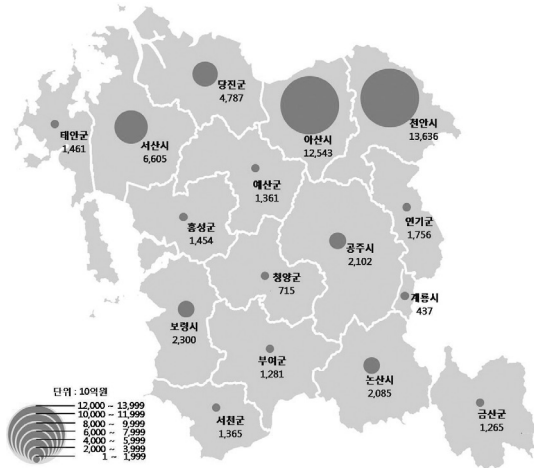 당진군
4,787
아산시
12,543
천안시
13,636
태안군
1,461
서산시
6,605
예산군
1,361
홍성군
1,454
공주시
2,102
연기군
1,756
청양군
715
계룡시
437
보령시
2,300
부여군
1,281
논산시
2,085
서천군
1,365
금산군
1,265
단위 : 10억원
12,000 ~ 13,999
10,000 ~ 11,999
8,000 ~ 9,999
6,000 ~ 7,999
4,000 ~ 5,999
2,000 ~ 3,999
1 ~ 1,999